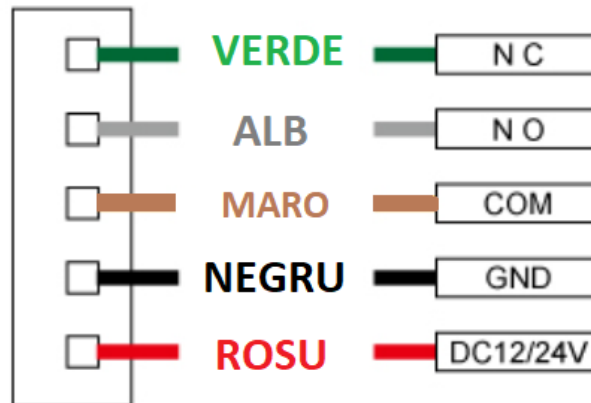 VERDE N C
ALB N O
MARO COM
NEGRU GND
ROSU DC12/24V